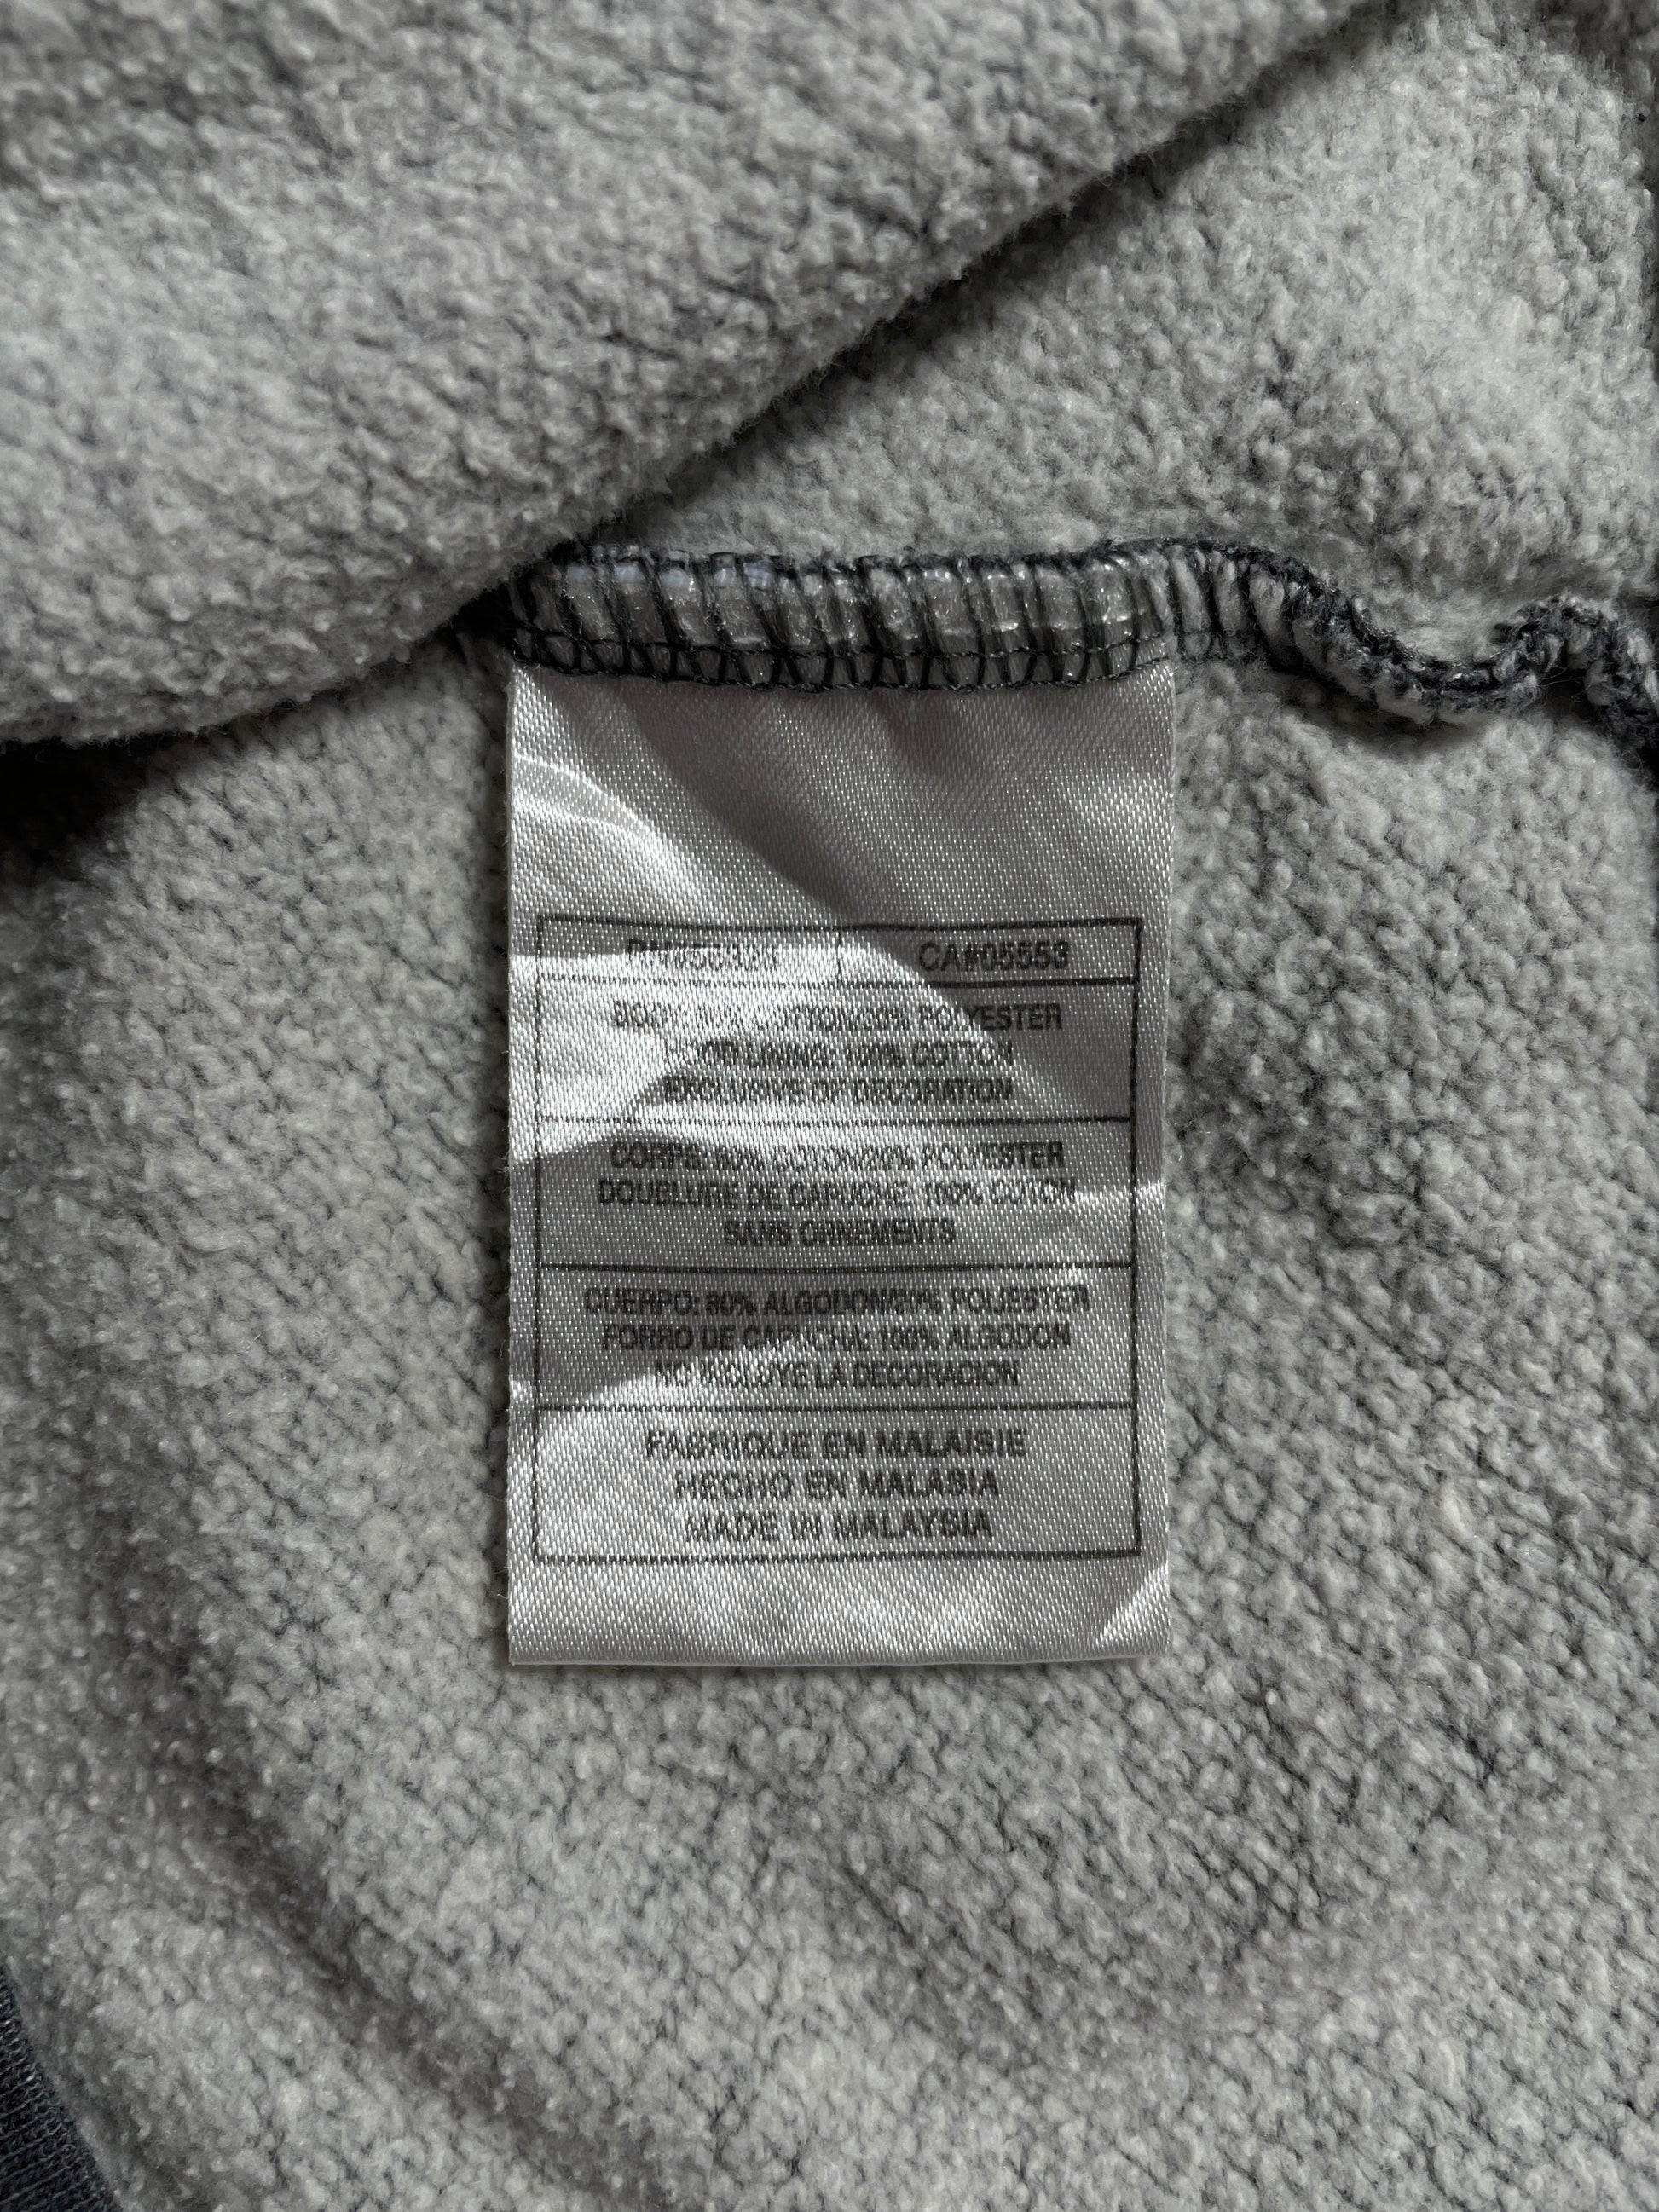 RN#56323 CA#05553
BODY: 80% COTTON/20% POLYESTER
HOOD LINING: 100% COTTON
EXCLUSIVE OF DECORATION
CORPS: 80% COTON/20% POLYESTER
DOUBLURE DE CAPUCHE: 100% COTON
SANS ORNEMENTS
CUERPO: 80% ALGODON/20% POLIESTER
FORRO DE CAPUCHA: 100% ALGODON
NO INCLUYE LA DECORACION
FABRIQUE EN MALAISIE
HECHO EN MALASIA
MADE IN MALAYSIA